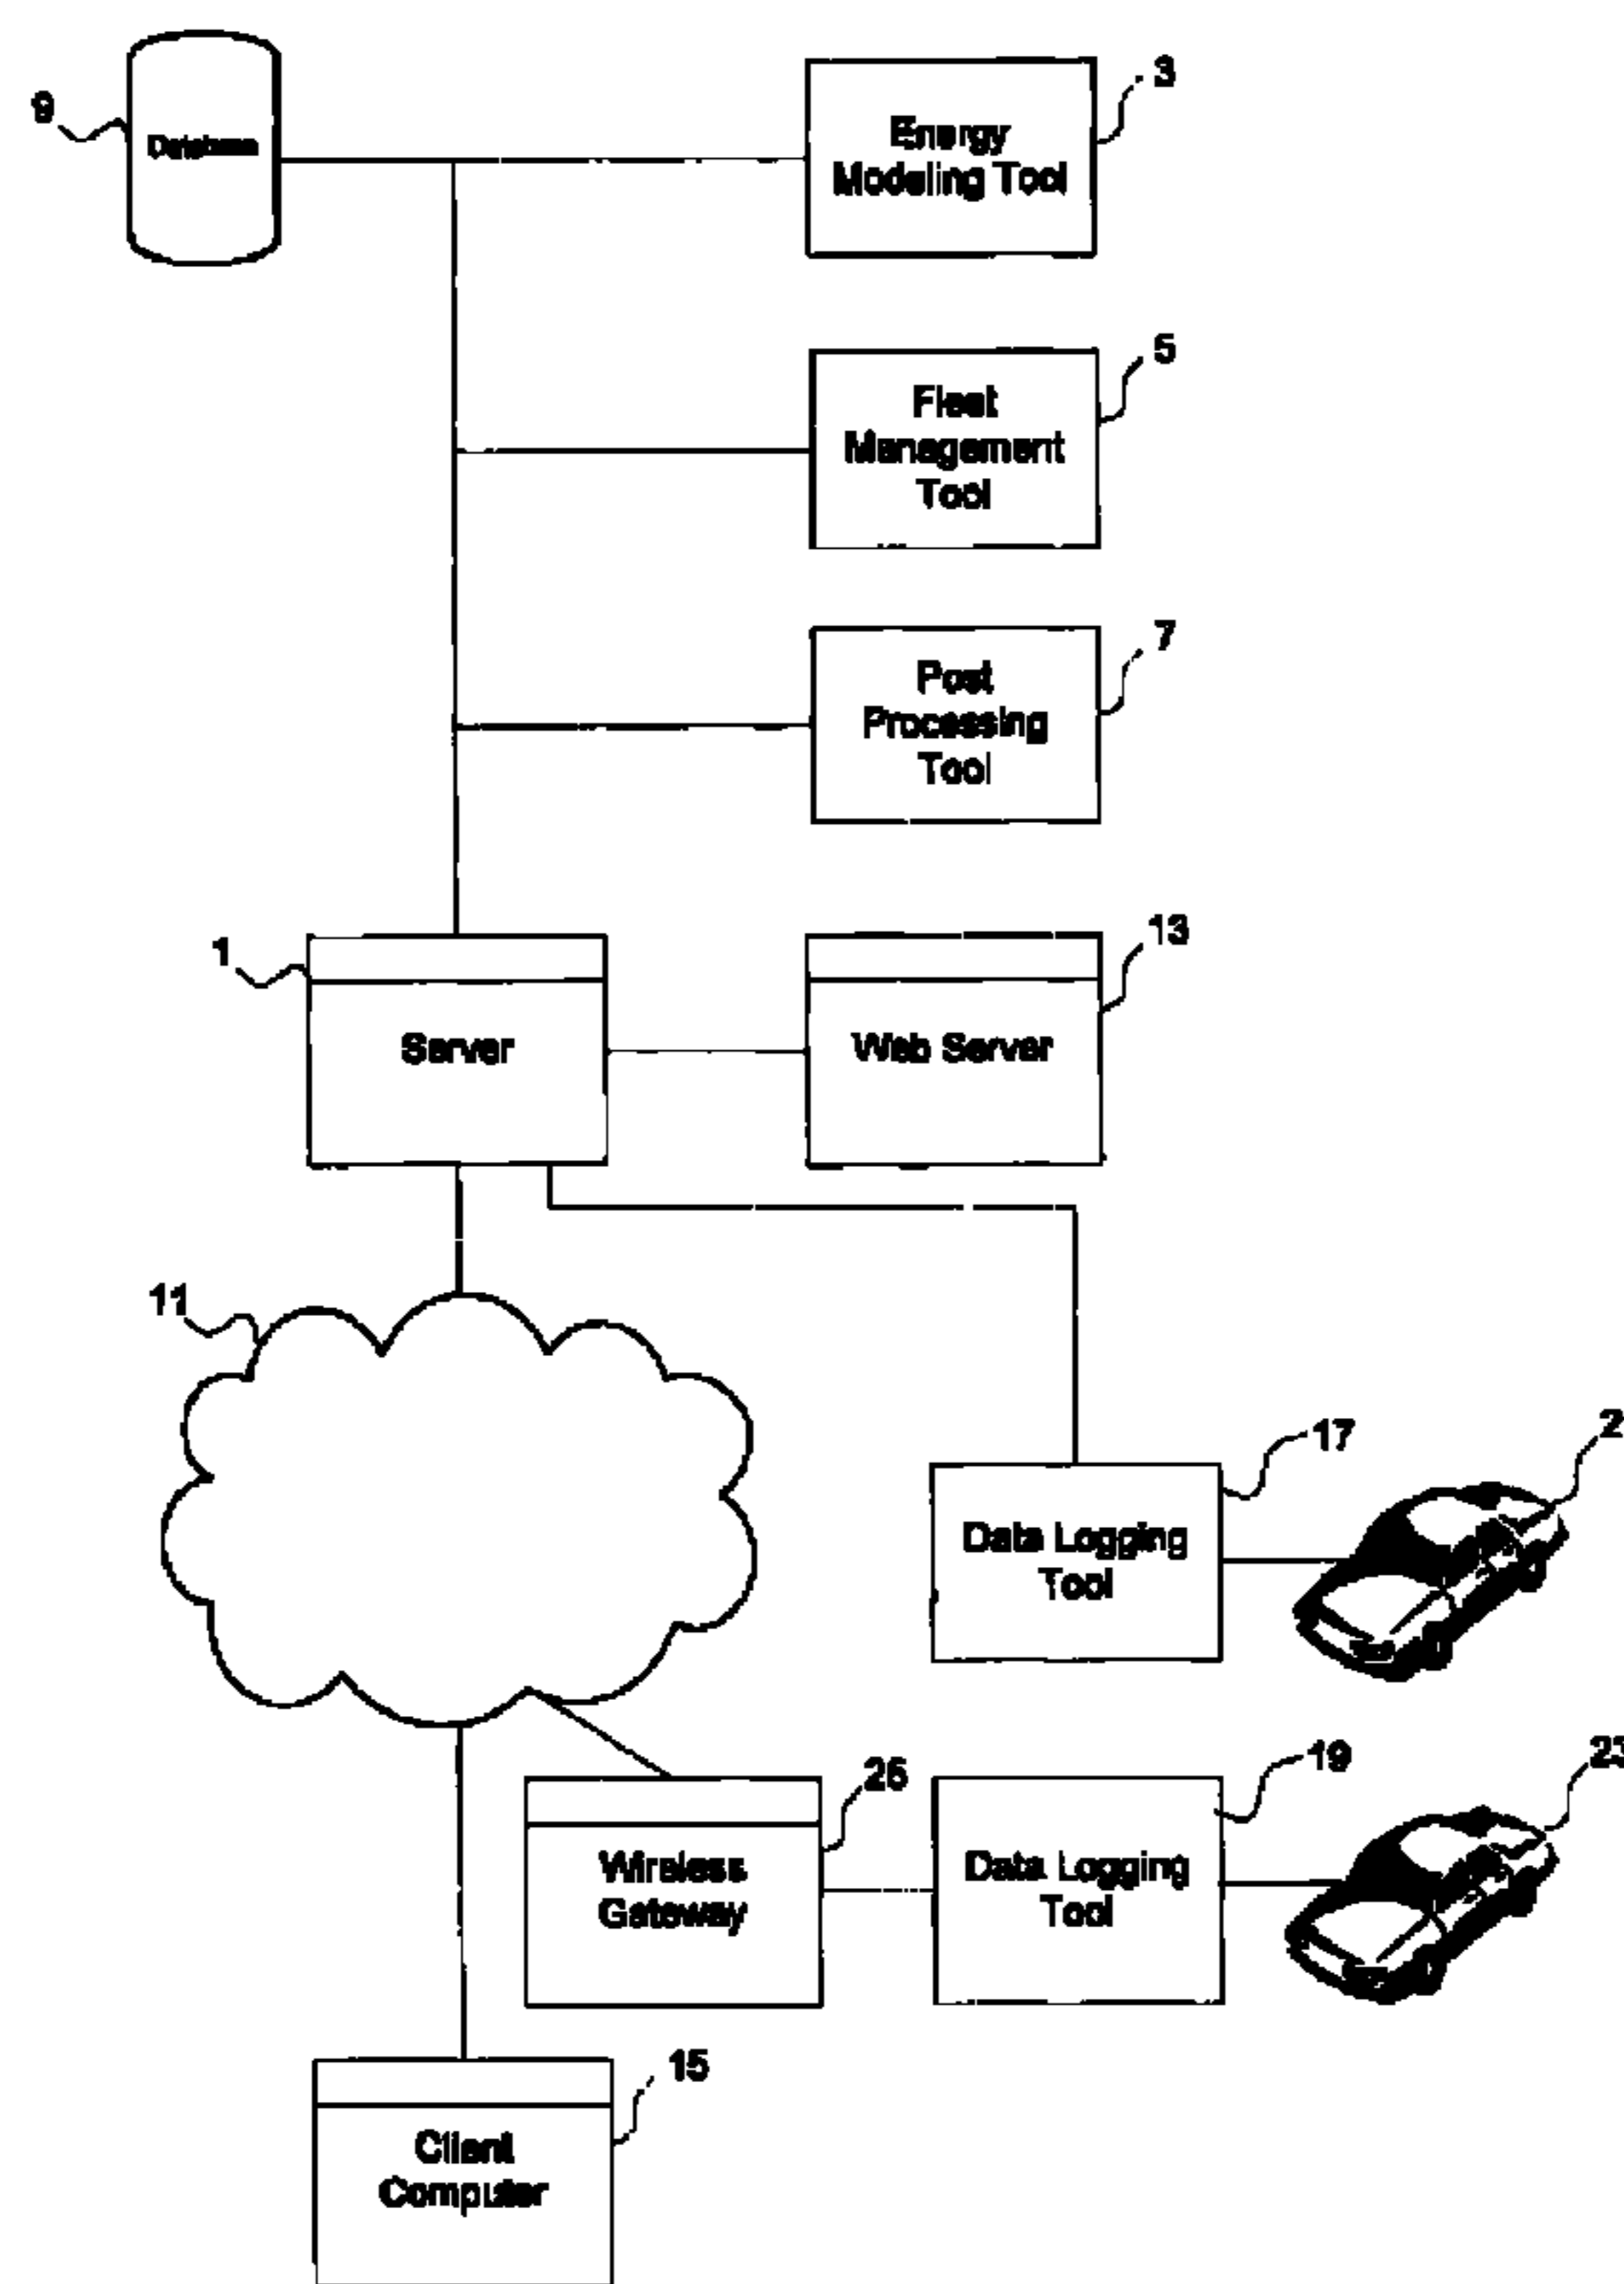 9
Database
3
Energy
Modeling Tool
5
Fleet
Management
Tool
7
Post
Processing
Tool
1
Server
13
Web Server
11
17
2
Data Logging
Tool
19
23
25
Wireless
Gateway
Data Logging
Tool
15
Client
Computer